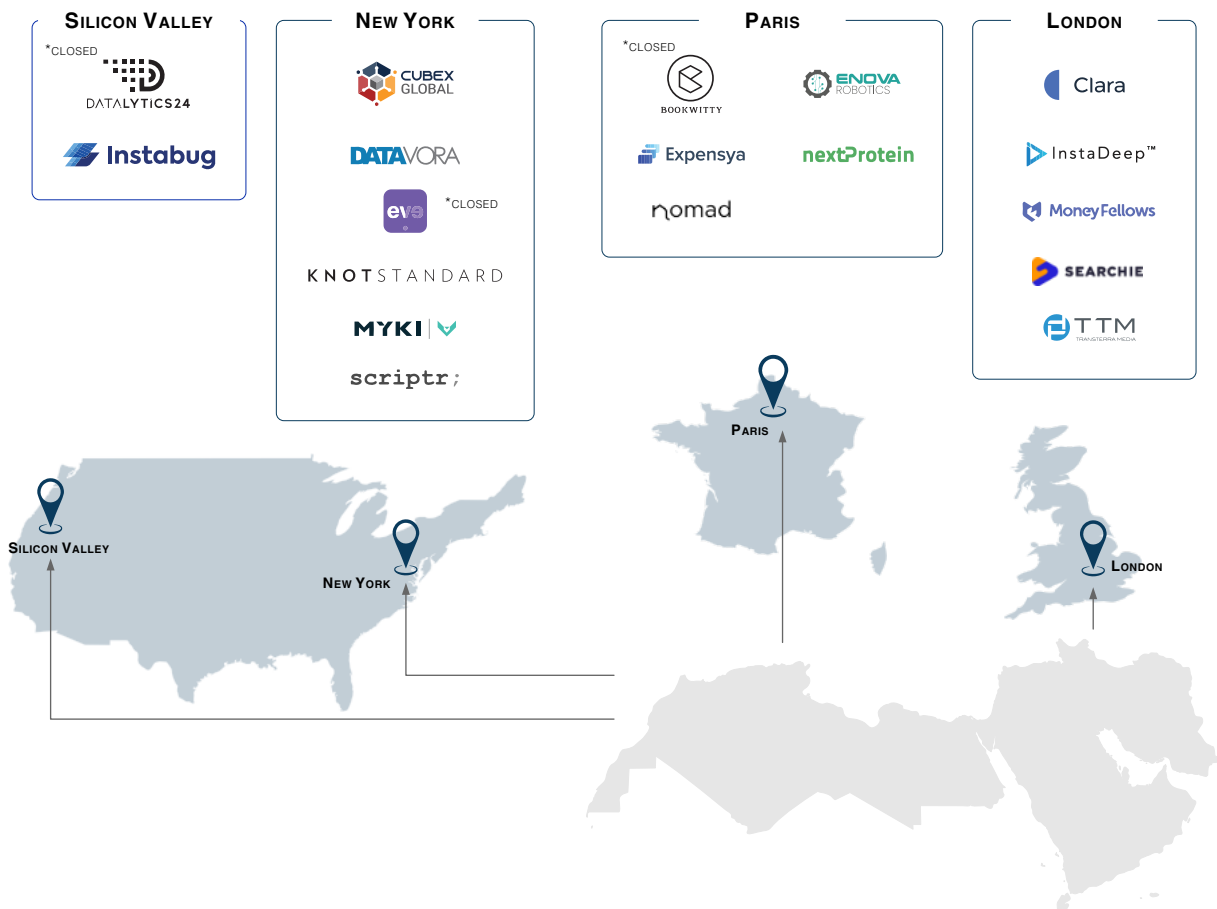 SILICON VALLEY
*CLOSED
DATALYTICS24
Instabug
NEW YORK
CUBEX
GLOBAL
DATAVORA
eve
*CLOSED
KNOTSTANDARD
MYKI
scriptr;
PARIS
*CLOSED
BOOKWITTY
ENOVA
ROBOTICS
Expensya
nextProtein
nomad
LONDON
Clara
InstaDeep™
MoneyFellows
SEARCHIE
TTM
TRANSTERRA MEDIA
PARIS
SILICON VALLEY
NEW YORK
LONDON